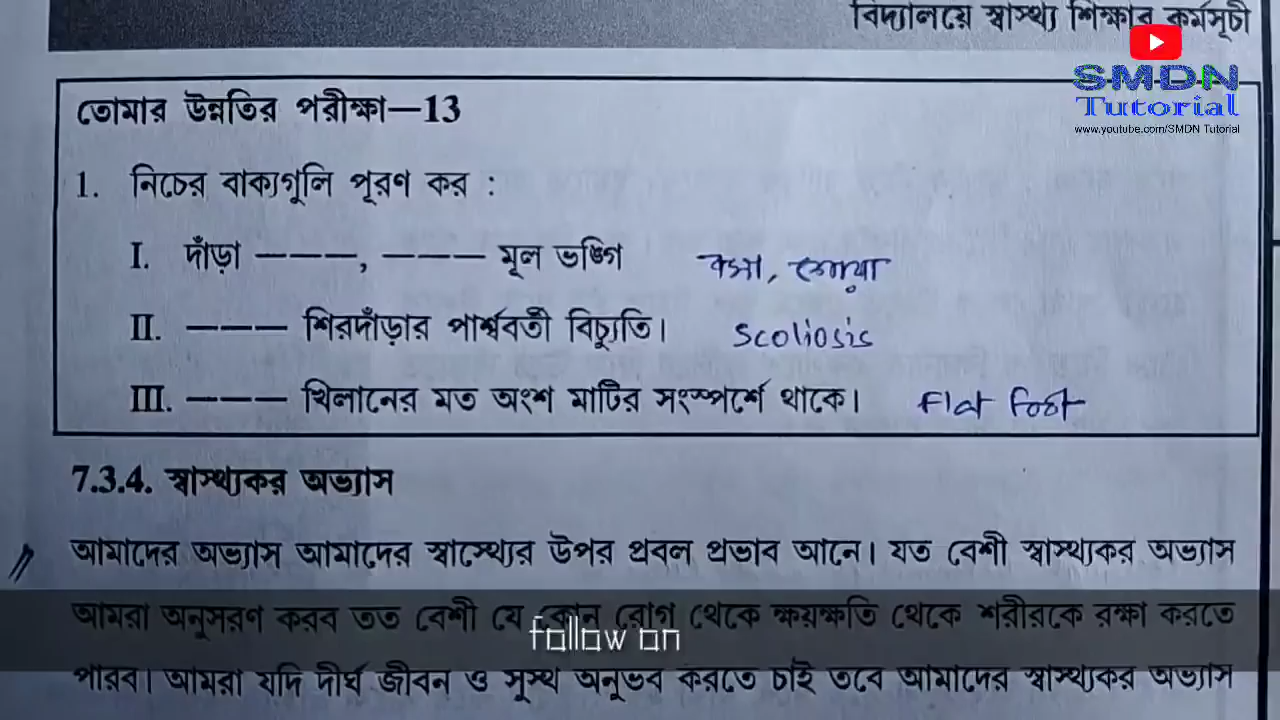 বিদ্যালয়ে স্বাস্থ্য শিক্ষার কর্মসূচী
SMDN
Tutorial
www.youtube.com/SMDN Tutorial
তোমার উন্নতির পরীক্ষা—13
1. নিচের বাক্যগুলি পূরণ কর :
I. দাঁড়া ———, ——— মূল ভঙ্গি বসা, শোয়া
II. ——— শিরদাঁড়ার পার্শ্ববর্তী বিচ্যুতি। Scoliosis
III. ——— খিলানের মত অংশ মাটির সংস্পর্শে থাকে। Flat Foot
7.3.4. স্বাস্থ্যকর অভ্যাস
আমাদের অভ্যাস আমাদের স্বাস্থ্যের উপর প্রবল প্রভাব আনে। যত বেশী স্বাস্থ্যকর অভ্যাস
আমরা অনুসরণ করব তত বেশী যে কোন রোগ থেকে ক্ষয়ক্ষতি থেকে শরীরকে রক্ষা করতে
follow on
পারব। আমরা যদি দীর্ঘ জীবন ও সুস্থ অনুভব করতে চাই তবে আমাদের স্বাস্থ্যকর অভ্যাস